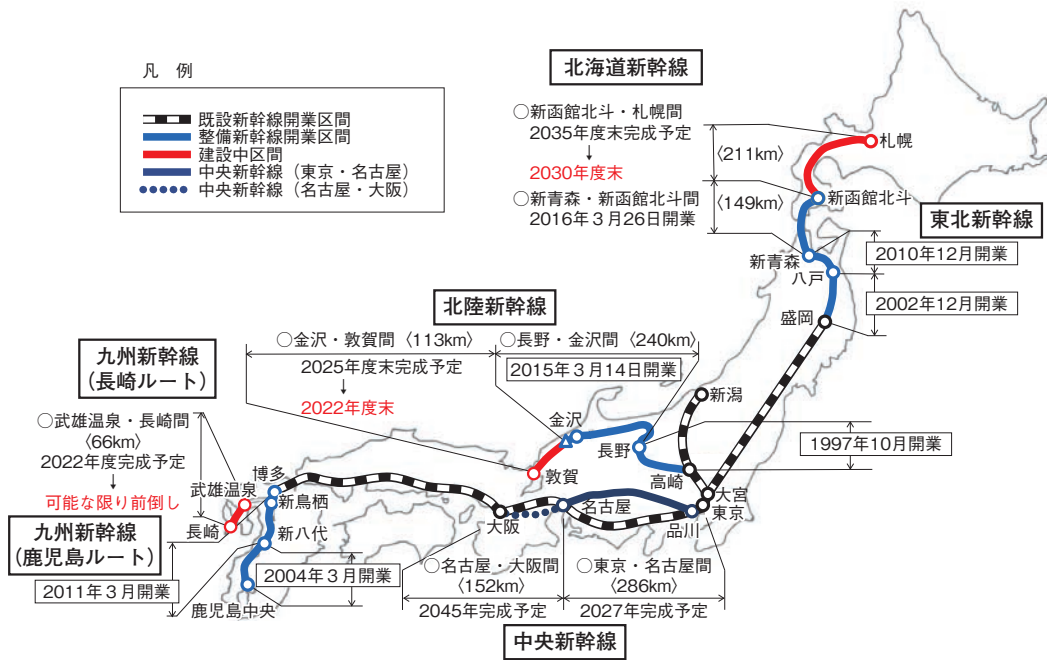 凡 例
既設新幹線開業区間
整備新幹線開業区間
建設中区間
中央新幹線（東京・名古屋）
中央新幹線（名古屋・大阪）
北海道新幹線
○新函館北斗・札幌間
2035年度末完成予定
2030年度末
○新青森・新函館北斗間
2016年３月26日開業
〈211km〉
〈149km〉
札幌
新函館北斗
東北新幹線
新青森
八戸
2010年12月開業
2002年12月開業
盛岡
北陸新幹線
○金沢・敦賀間〈113km〉
2025年度末完成予定
2022年度末
○長野・金沢間〈240km〉
2015年３月14日開業
新潟
金沢
長野
敦賀
高崎
1997年10月開業
大宮
東京
品川
名古屋
大阪
九州新幹線
（長崎ルート）
○武雄温泉・長崎間
〈66km〉
2022年度完成予定
可能な限り前倒し
博多
武雄温泉
新鳥栖
長崎
新八代
九州新幹線
（鹿児島ルート）
2011年３月開業
2004年３月開業
鹿児島中央
○名古屋・大阪間
〈152km〉
2045年完成予定
○東京・名古屋間
〈286km〉
2027年完成予定
中央新幹線